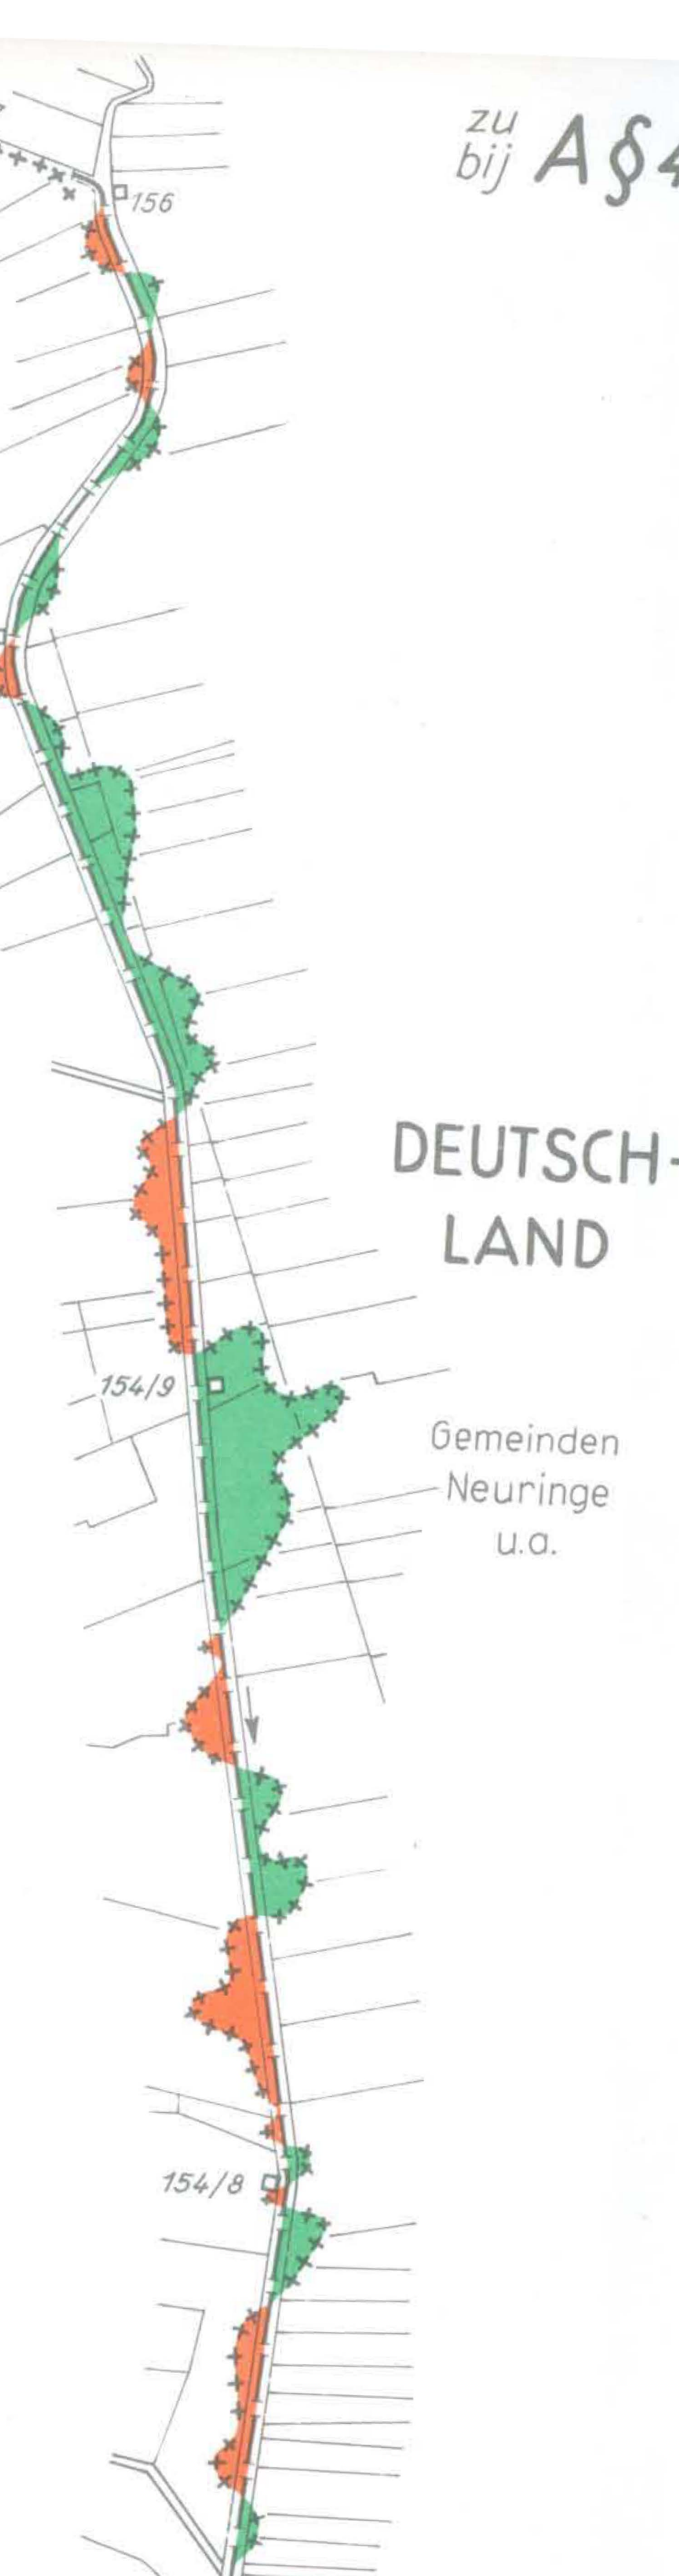 zu
bij A§4
156
DEUTSCH-
LAND
154/9
Gemeinden
Neuringe
u.a.
154/8